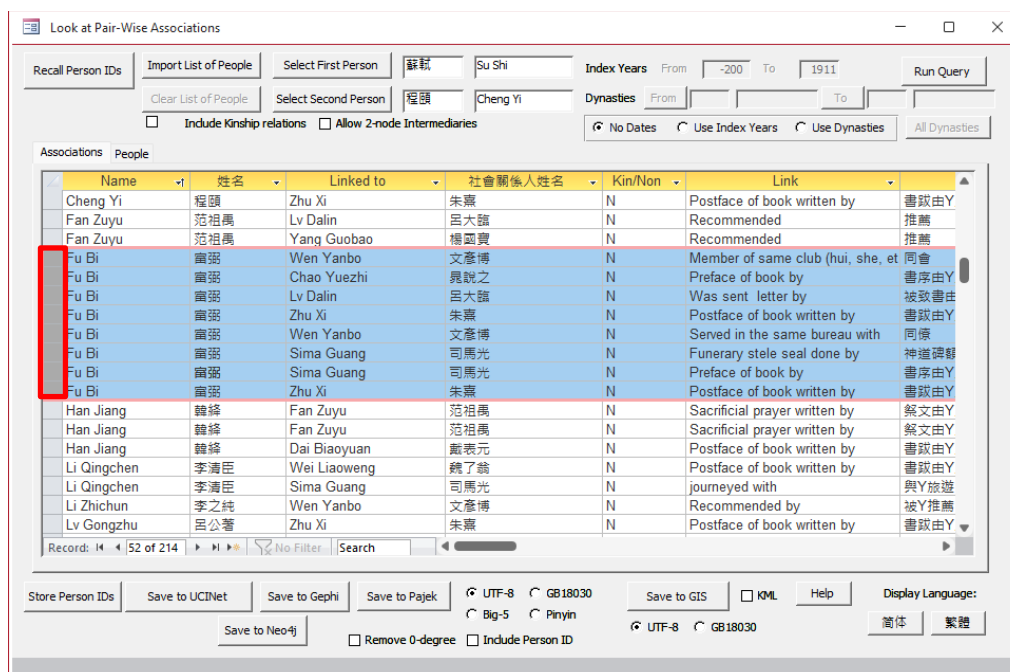 Look at Pair-Wise Associations
Recall Person IDs Import List of People Select First Person 蘇軾 Su Shi Index Years From -200 To 1911 Run Query
Clear List of People Select Second Person 程頤 Cheng Yi Dynasties From To
Include Kinship relations Allow 2-node Intermediaries No Dates Use Index Years Use Dynasties All Dynasties
Associations People
Name 姓名 Linked to 社會關係人姓名 Kin/Non Link
Cheng Yi 程頤 Zhu Xi 朱熹 N Postface of book written by 書跋由Y
Fan Zuyu 范祖禹 Lv Dalin 呂大臨 N Recommended 推薦
Fan Zuyu 范祖禹 Yang Guobao 楊國寶 N Recommended 推薦
Fu Bi 富弼 Wen Yanbo 文彥博 N Member of same club (hui, she, et 同會
Fu Bi 富弼 Chao Yuezhi 晁說之 N Preface of book by 書序由Y
Fu Bi 富弼 Lv Dalin 呂大臨 N Was sent letter by 被致書由
Fu Bi 富弼 Zhu Xi 朱熹 N Postface of book written by 書跋由Y
Fu Bi 富弼 Wen Yanbo 文彥博 N Served in the same bureau with 同僚
Fu Bi 富弼 Sima Guang 司馬光 N Funerary stele seal done by 神道碑額
Fu Bi 富弼 Sima Guang 司馬光 N Preface of book by 書序由Y
Fu Bi 富弼 Zhu Xi 朱熹 N Postface of book written by 書跋由Y
Han Jiang 韓絳 Fan Zuyu 范祖禹 N Sacrificial prayer written by 祭文由Y
Han Jiang 韓絳 Fan Zuyu 范祖禹 N Sacrificial prayer written by 祭文由Y
Han Jiang 韓絳 Dai Biaoyuan 戴表元 N Postface of book written by 書跋由Y
Li Qingchen 李清臣 Wei Liaoweng 魏了翁 N Postface of book written by 書跋由Y
Li Qingchen 李清臣 Sima Guang 司馬光 N journeyed with 與Y旅遊
Li Zhichun 李之純 Wen Yanbo 文彥博 N Recommended by 被Y推薦
Lv Gongzhu 呂公著 Zhu Xi 朱熹 N Postface of book written by 書跋由Y
Record: 52 of 214 No Filter Search
Store Person IDs Save to UCINet Save to Gephi Save to Pajek UTF-8 GB18030 Save to GIS KML Help Display Language:
Big-5 Pinyin
Save to Neo4j Remove 0-degree Include Person ID UTF-8 GB18030 简体 繁體